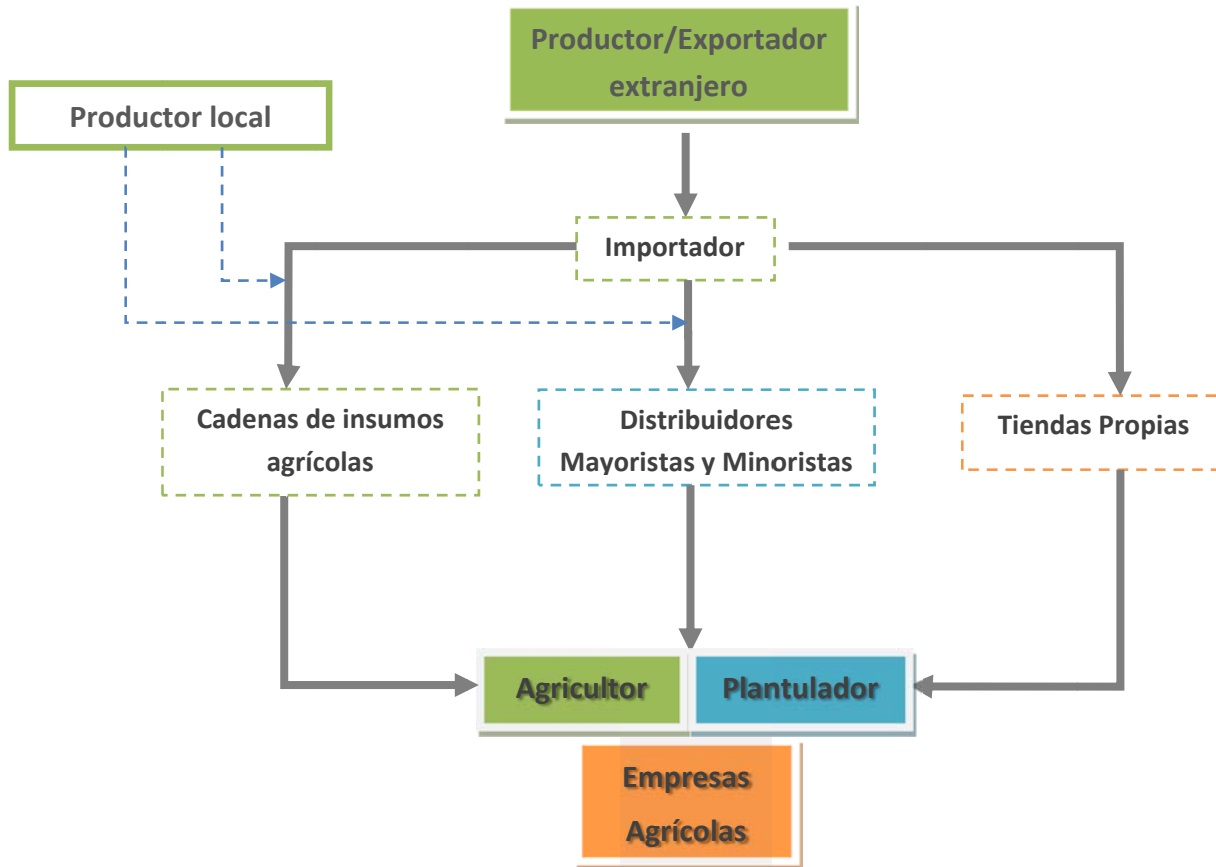 Productor/Exportador
extranjero
Productor local
Importador
Cadenas de insumos
agrícolas
Distribuidores
Mayoristas y Minoristas
Tiendas Propias
Agricultor
Plantulador
Empresas
Agrícolas